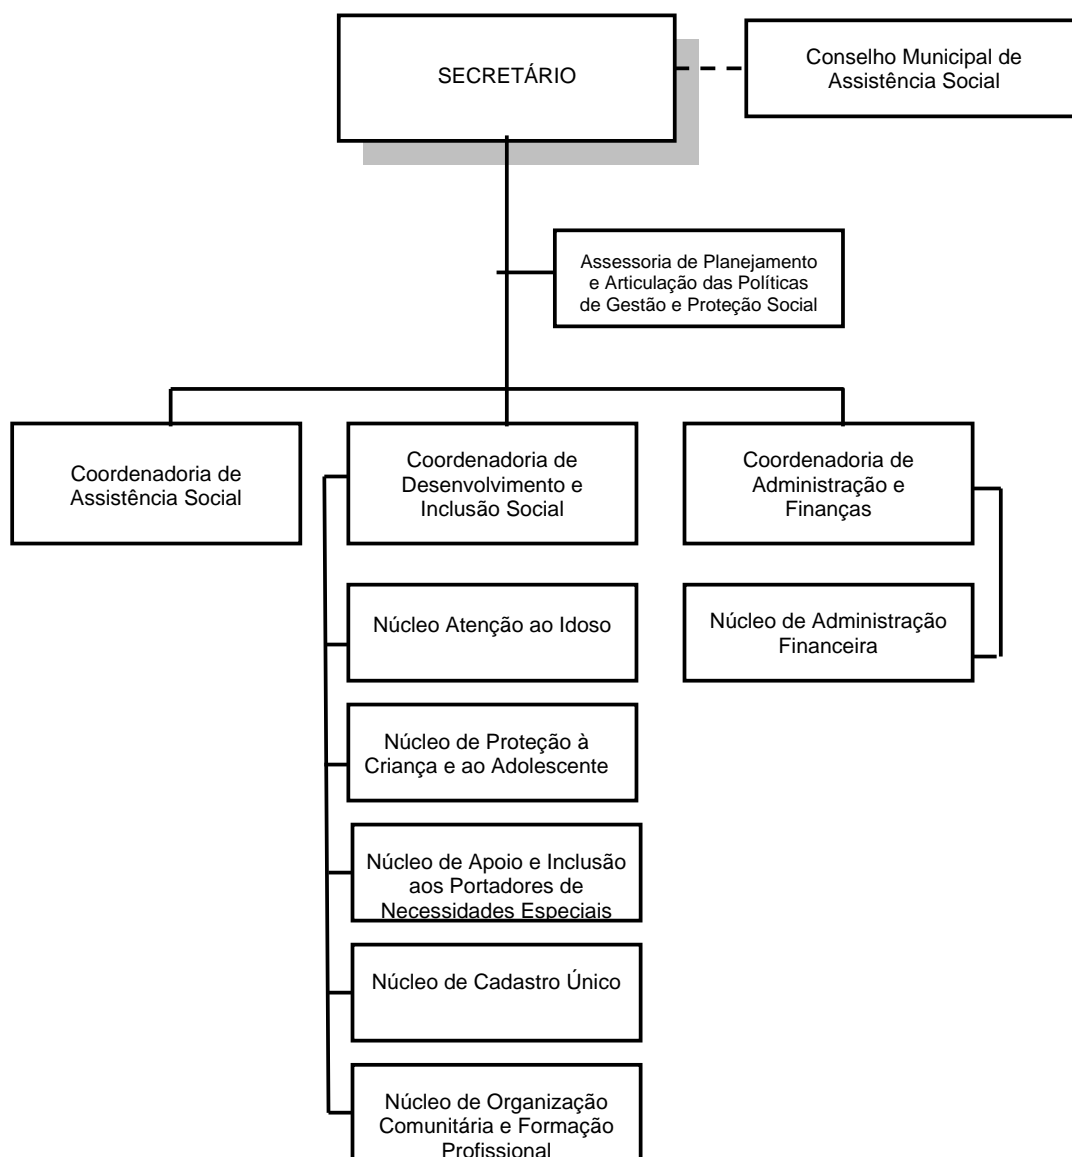 SECRETÁRIO
Conselho Municipal de
Assistência Social
Assessoria de Planejamento
e Articulação das Políticas
de Gestão e Proteção Social
Coordenadoria de
Assistência Social
Coordenadoria de
Desenvolvimento e
Inclusão Social
Coordenadoria de
Administração e
Finanças
Núcleo Atenção ao Idoso
Núcleo de Administração
Financeira
Núcleo de Proteção à
Criança e ao Adolescente
Núcleo de Apoio e Inclusão
aos Portadores de
Necessidades Especiais
Núcleo de Cadastro Único
Núcleo de Organização
Comunitária e Formação
Profissional